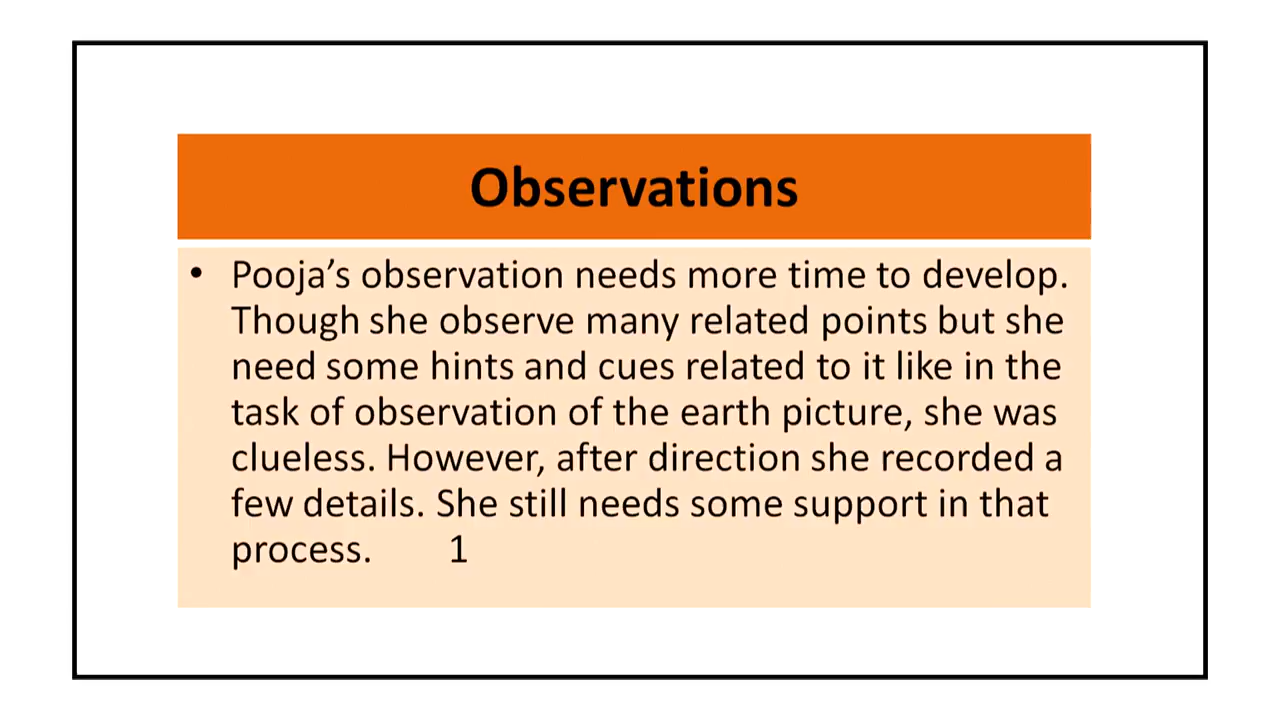 Observations
• Pooja’s observation needs more time to develop.
Though she observe many related points but she
need some hints and cues related to it like in the
task of observation of the earth picture, she was
clueless. However, after direction she recorded a
few details. She still needs some support in that
process. 1